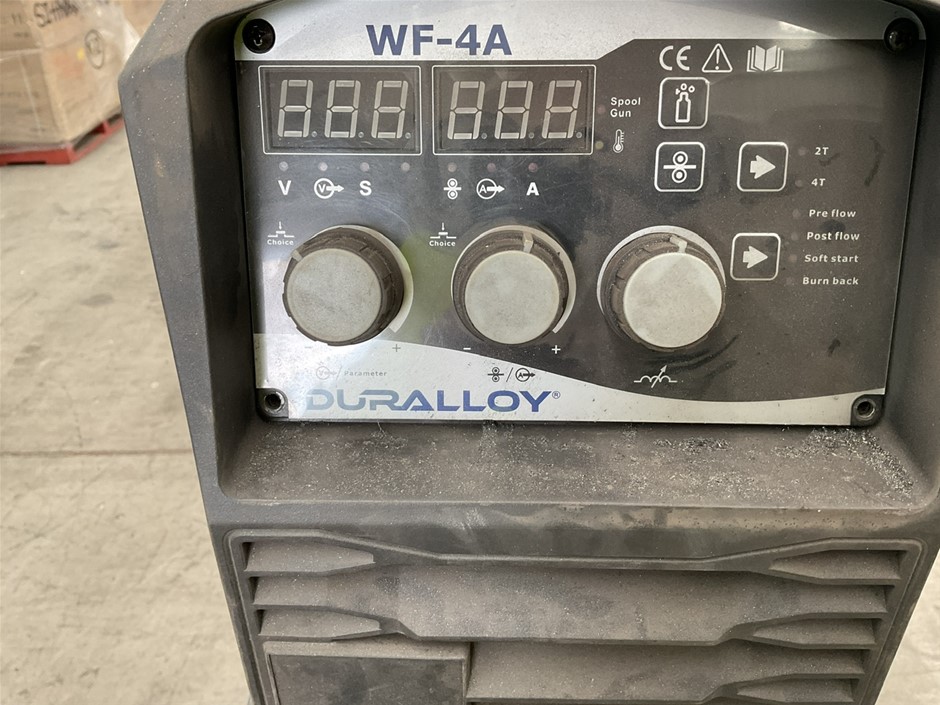 WF-4A
CE
Spool
Gun
2T
4T
V V S
A A
Pre flow
Post flow
Soft start
Burn back
Choice
Choice
- +
- +
V Parameter
/ A
DURALLOY®